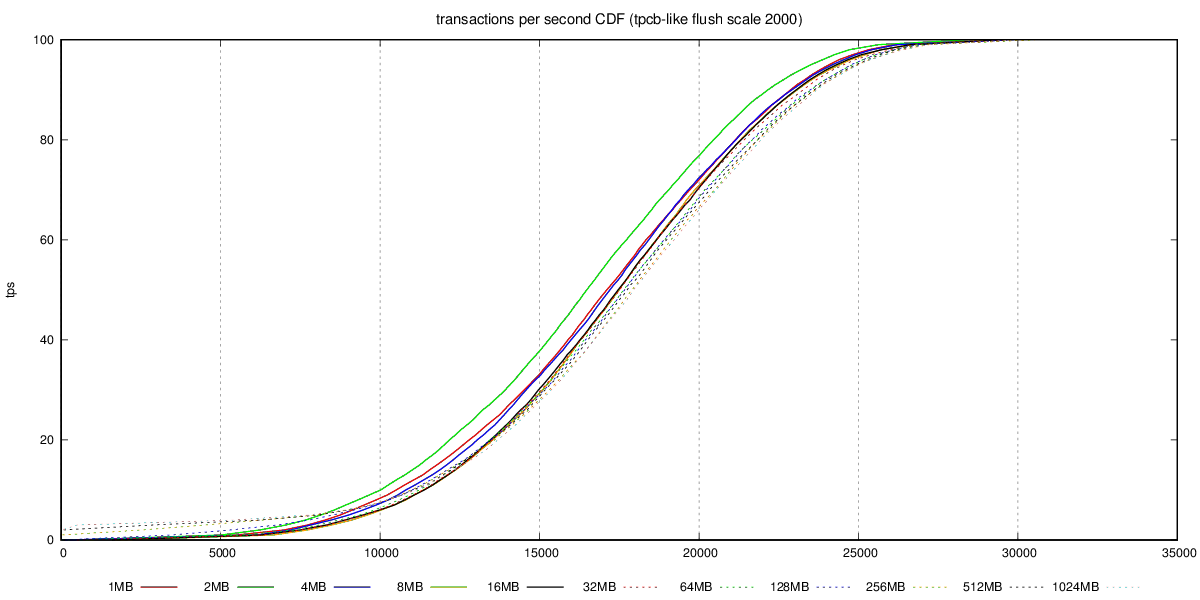 transactions per second CDF (tpcb-like flush scale 2000)
100
80
60
40
20
0
tps
0 5000 10000 15000 20000 25000 30000 35000
1MB 2MB 4MB 8MB 16MB 32MB 64MB 128MB 256MB 512MB 1024MB